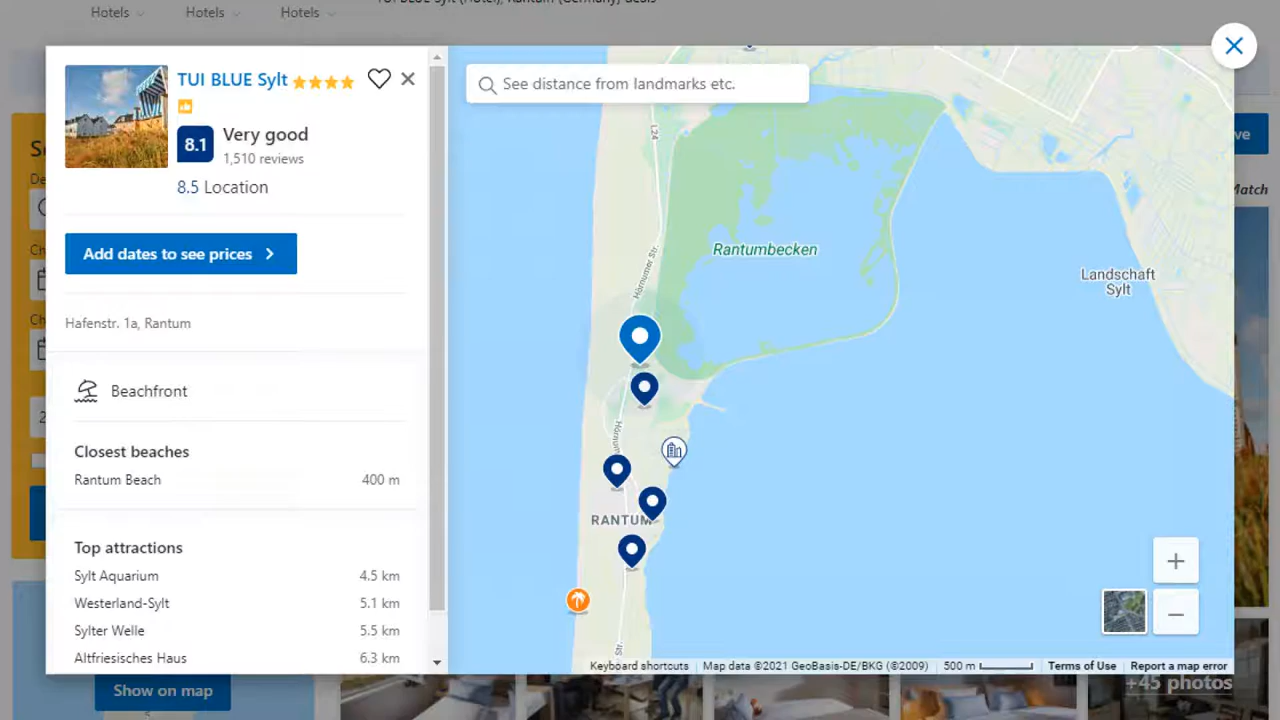 Hotels
Hotels
Hotels
TUI BLUE Sylt
8.1
Very good
1,510 reviews
8.5 Location
Add dates to see prices
Hafenstr. 1a, Rantum
Beachfront
Closest beaches
Rantum Beach 400 m
Top attractions
Sylt Aquarium 4.5 km
Westerland-Sylt 5.1 km
Sylter Welle 5.5 km
Altfriesisches Haus 6.3 km
Show on map
See distance from landmarks etc.
L24
Hörnumer Str.
Rantumbecken
Landschaft
Sylt
RANTUM
Str
Keyboard shortcuts
Map data ©2021 GeoBasis-DE/BKG (©2009)
500 m
Terms of Use
Report a map error
+45 photos